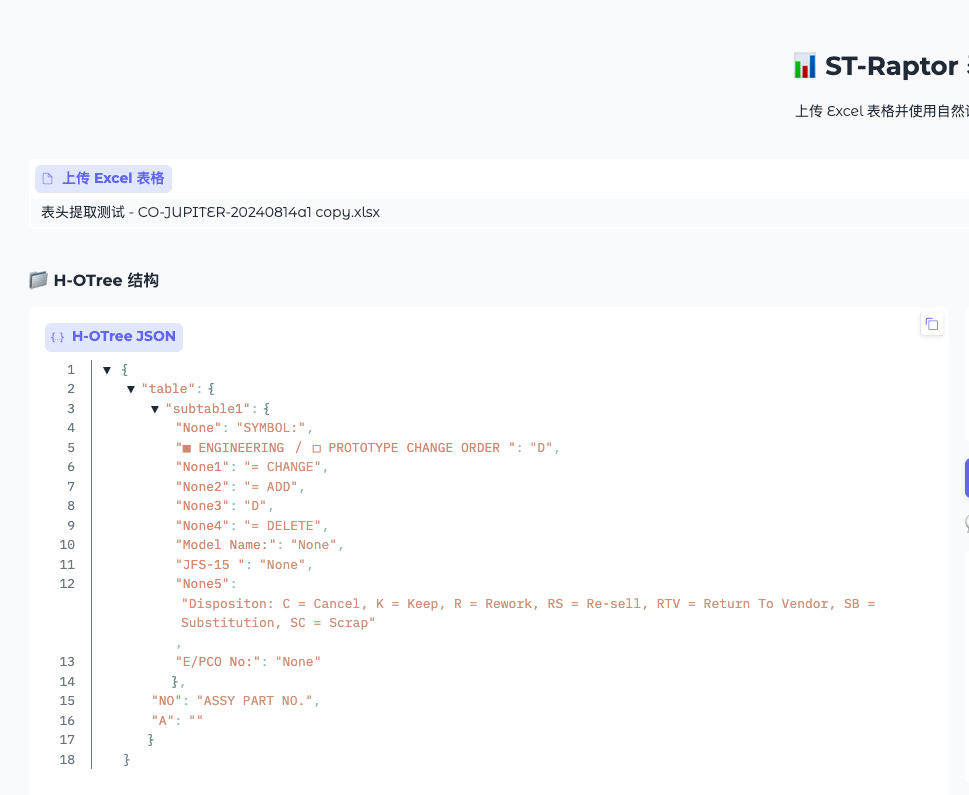 ST-Raptor
上传 Excel 表格并使用自然
上传 Excel 表格
表头提取测试 - CO-JUPITER-20240814a1 copy.xlsx
H-OTree 结构
{..} H-OTree JSON
1 ▼ {
2 ▼ "table": {
3 ▼ "subtable1": {
4 "None": "SYMBOL:",
5 "■ ENGINEERING / □ PROTOTYPE CHANGE ORDER ": "D",
6 "None1": "= CHANGE",
7 "None2": "= ADD",
8 "None3": "D",
9 "None4": "= DELETE",
10 "Model Name:": "None",
11 "JFS-15 ": "None",
12 "None5":
"Dispositon: C = Cancel, K = Keep, R = Rework, RS = Re-sell, RTV = Return To Vendor, SB =
Substitution, SC = Scrap"
,
13 "E/PCO No:": "None"
14 },
15 "NO": "ASSY PART NO.",
16 "A": ""
17 }
18 }